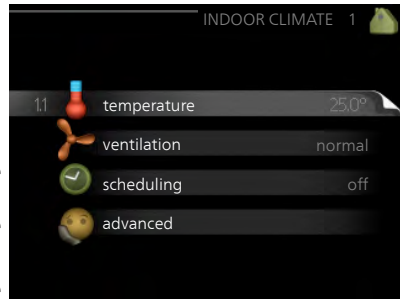 INDOOR CLIMATE 1
1.1 temperature 25.0°
ventilation normal
scheduling off
advanced